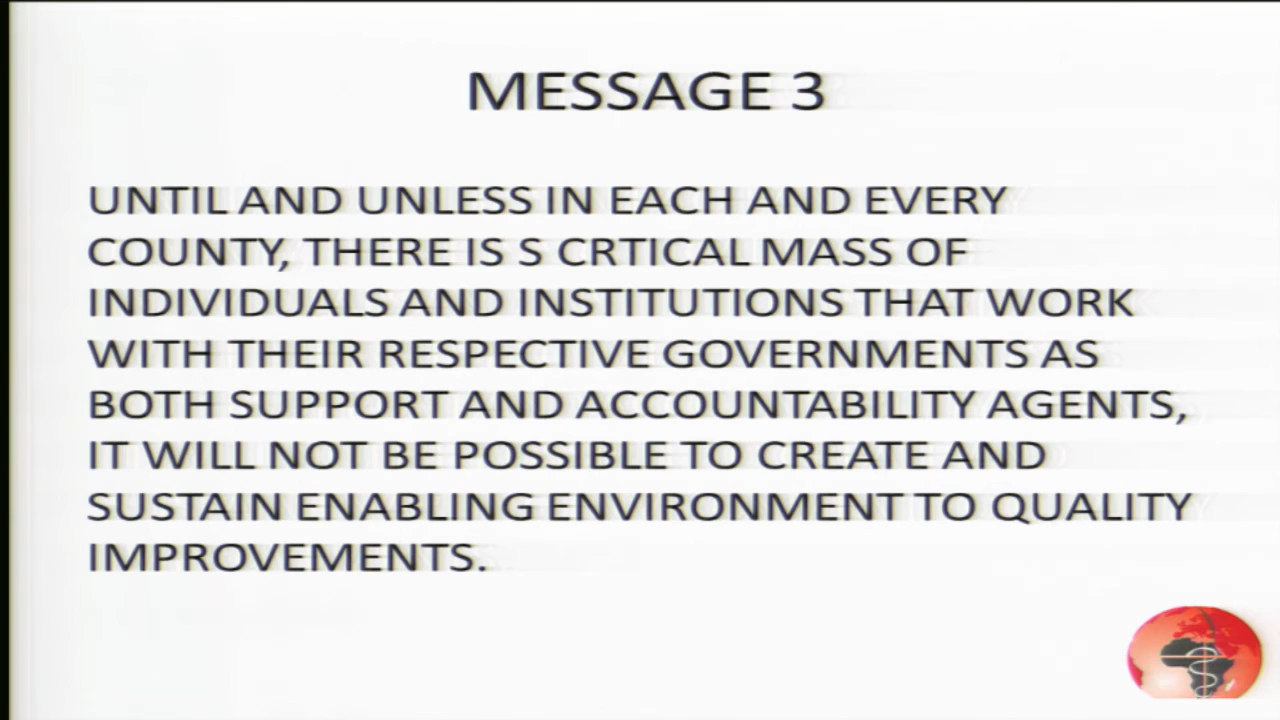 MESSAGE 3
UNTIL AND UNLESS IN EACH AND EVERY
COUNTY, THERE IS S CRTICAL MASS OF
INDIVIDUALS AND INSTITUTIONS THAT WORK
WITH THEIR RESPECTIVE GOVERNMENTS AS
BOTH SUPPORT AND ACCOUNTABILITY AGENTS,
IT WILL NOT BE POSSIBLE TO CREATE AND
SUSTAIN ENABLING ENVIRONMENT TO QUALITY
IMPROVEMENTS.